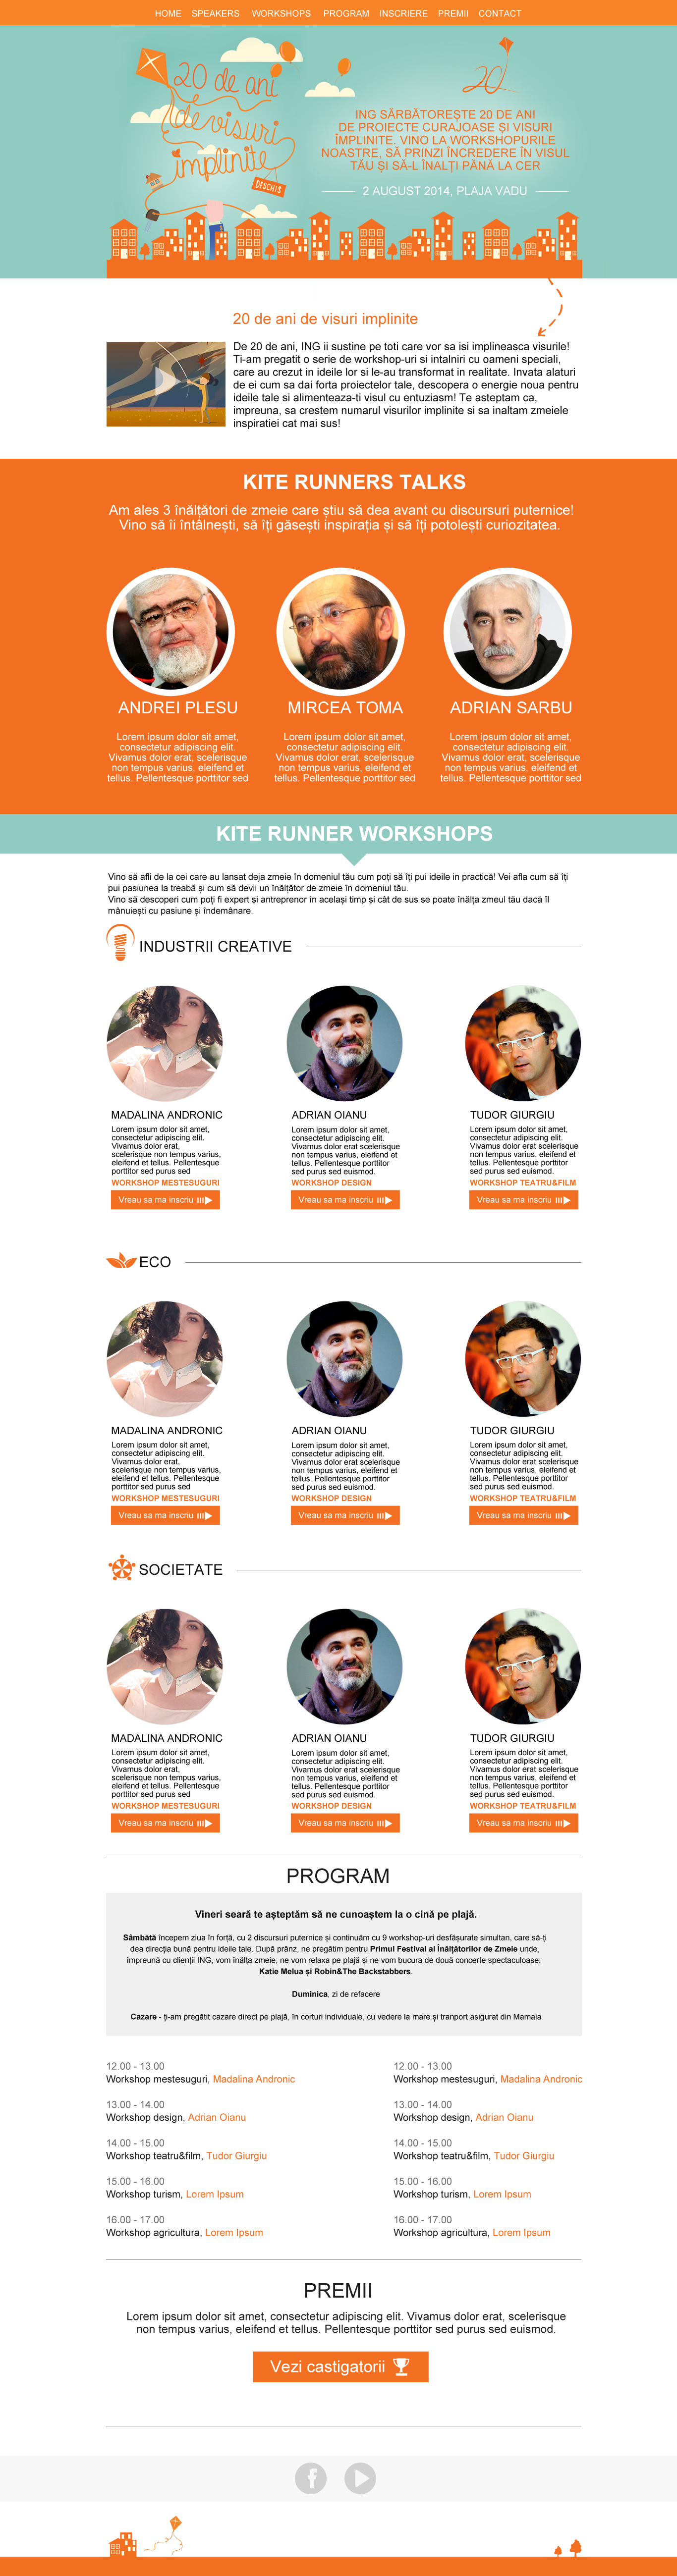 HOME SPEAKERS WORKSHOPS PROGRAM INSCRIERE PREMII CONTACT
20 de ani
de visuri
implinite
DESCHIS
20
ING SĂRBĂTOREȘTE 20 DE ANI
DE PROIECTE CURAJOASE ȘI VISURI
ÎMPLINITE. VINO LA WORKSHOPURILE
NOASTRE, SĂ PRINZI ÎNCREDERE ÎN VISUL
TĂU ȘI SĂ-L ÎNALȚI PÂNĂ LA CER
2 AUGUST 2014, PLAJA VADU
20 de ani de visuri implinite
De 20 de ani, ING ii sustine pe toti care vor sa isi implineasca visurile!
Ti-am pregatit o serie de workshop-uri si intalniri cu oameni speciali,
care au crezut in ideile lor si le-au transformat in realitate. Invata alaturi
de ei cum sa dai forta proiectelor tale, descopera o energie noua pentru
ideile tale si alimenteaza-ti visul cu entuziasm! Te asteptam ca,
impreuna, sa crestem numarul visurilor implinite si sa inaltam zmeiele
inspiratiei cat mai sus!
KITE RUNNERS TALKS
Am ales 3 înălțători de zmeie care știu să dea avant cu discursuri puternice!
Vino să îi întâlnești, să îți găsești inspirația și să îți potolești curiozitatea.
ANDREI PLESU
Lorem ipsum dolor sit amet,
consectetur adipiscing elit.
Vivamus dolor erat, scelerisque
non tempus varius, eleifend et
tellus. Pellentesque porttitor sed
MIRCEA TOMA
Lorem ipsum dolor sit amet,
consectetur adipiscing elit.
Vivamus dolor erat, scelerisque
non tempus varius, eleifend et
tellus. Pellentesque porttitor sed
ADRIAN SARBU
Lorem ipsum dolor sit amet,
consectetur adipiscing elit.
Vivamus dolor erat, scelerisque
non tempus varius, eleifend et
tellus. Pellentesque porttitor sed
KITE RUNNER WORKSHOPS
Vino să afli de la cei care au lansat deja zmeie în domeniul tău cum poți să îți pui ideile in practică! Vei afla cum să îți
pui pasiunea la treabă și cum să devii un înălțător de zmeie în domeniul tău.
Vino să descoperi cum poți fi expert și antreprenor în același timp și cât de sus se poate înălța zmeul tău dacă îl
mânuiești cu pasiune și îndemânare.
INDUSTRII CREATIVE
MADALINA ANDRONIC
Lorem ipsum dolor sit amet,
consectetur adipiscing elit.
Vivamus dolor erat,
scelerisque non tempus varius,
eleifend et tellus. Pellentesque
porttitor sed purus sed
WORKSHOP MESTESUGURI
Vreau sa ma inscriu
ADRIAN OIANU
Lorem ipsum dolor sit amet,
consectetur adipiscing elit.
Vivamus dolor erat scelerisque
non tempus varius, eleifend et
tellus. Pellentesque porttitor
sed purus sed euismod.
WORKSHOP DESIGN
Vreau sa ma inscriu
TUDOR GIURGIU
Lorem ipsum dolor sit amet,
consectetur adipiscing elit.
Vivamus dolor erat scelerisque
non tempus varius, eleifend et
tellus. Pellentesque porttitor
sed purus sed euismod.
WORKSHOP TEATRU&FILM
Vreau sa ma inscriu
ECO
MADALINA ANDRONIC
Lorem ipsum dolor sit amet,
consectetur adipiscing elit.
Vivamus dolor erat,
scelerisque non tempus varius,
eleifend et tellus. Pellentesque
porttitor sed purus sed
WORKSHOP MESTESUGURI
Vreau sa ma inscriu
ADRIAN OIANU
Lorem ipsum dolor sit amet,
consectetur adipiscing elit.
Vivamus dolor erat scelerisque
non tempus varius, eleifend et
tellus. Pellentesque porttitor
sed purus sed euismod.
WORKSHOP DESIGN
Vreau sa ma inscriu
TUDOR GIURGIU
Lorem ipsum dolor sit amet,
consectetur adipiscing elit.
Vivamus dolor erat scelerisque
non tempus varius, eleifend et
tellus. Pellentesque porttitor
sed purus sed euismod.
WORKSHOP TEATRU&FILM
Vreau sa ma inscriu
SOCIETATE
MADALINA ANDRONIC
Lorem ipsum dolor sit amet,
consectetur adipiscing elit.
Vivamus dolor erat,
scelerisque non tempus varius,
eleifend et tellus. Pellentesque
porttitor sed purus sed
WORKSHOP MESTESUGURI
Vreau sa ma inscriu
ADRIAN OIANU
Lorem ipsum dolor sit amet,
consectetur adipiscing elit.
Vivamus dolor erat scelerisque
non tempus varius, eleifend et
tellus. Pellentesque porttitor
sed purus sed euismod.
WORKSHOP DESIGN
Vreau sa ma inscriu
TUDOR GIURGIU
Lorem ipsum dolor sit amet,
consectetur adipiscing elit.
Vivamus dolor erat scelerisque
non tempus varius, eleifend et
tellus. Pellentesque porttitor
sed purus sed euismod.
WORKSHOP TEATRU&FILM
Vreau sa ma inscriu
PROGRAM
Vineri seară te așteptăm să ne cunoaștem la o cină pe plajă.
Sâmbătă începem ziua în forță, cu 2 discursuri puternice și continuăm cu 9 workshop-uri desfășurate simultan, care să-ți
dea direcția bună pentru ideile tale. După prânz, ne pregătim pentru Primul Festival al Înălțătorilor de Zmeie unde,
împreună cu clienții ING, vom înălța zmeie, ne vom relaxa pe plajă și ne vom bucura de două concerte spectaculoase:
Katie Melua și Robin&The Backstabbers.
Duminica, zi de refacere
Cazare - ți-am pregătit cazare direct pe plajă, în corturi individuale, cu vedere la mare și tranport asigurat din Mamaia
12.00 - 13.00
Workshop mestesuguri, Madalina Andronic
13.00 - 14.00
Workshop design, Adrian Oianu
14.00 - 15.00
Workshop teatru&film, Tudor Giurgiu
15.00 - 16.00
Workshop turism, Lorem Ipsum
16.00 - 17.00
Workshop agricultura, Lorem Ipsum
12.00 - 13.00
Workshop mestesuguri, Madalina Andronic
13.00 - 14.00
Workshop design, Adrian Oianu
14.00 - 15.00
Workshop teatru&film, Tudor Giurgiu
15.00 - 16.00
Workshop turism, Lorem Ipsum
16.00 - 17.00
Workshop agricultura, Lorem Ipsum
PREMII
Lorem ipsum dolor sit amet, consectetur adipiscing elit. Vivamus dolor erat, scelerisque
non tempus varius, eleifend et tellus. Pellentesque porttitor sed purus sed euismod.
Vezi castigatorii